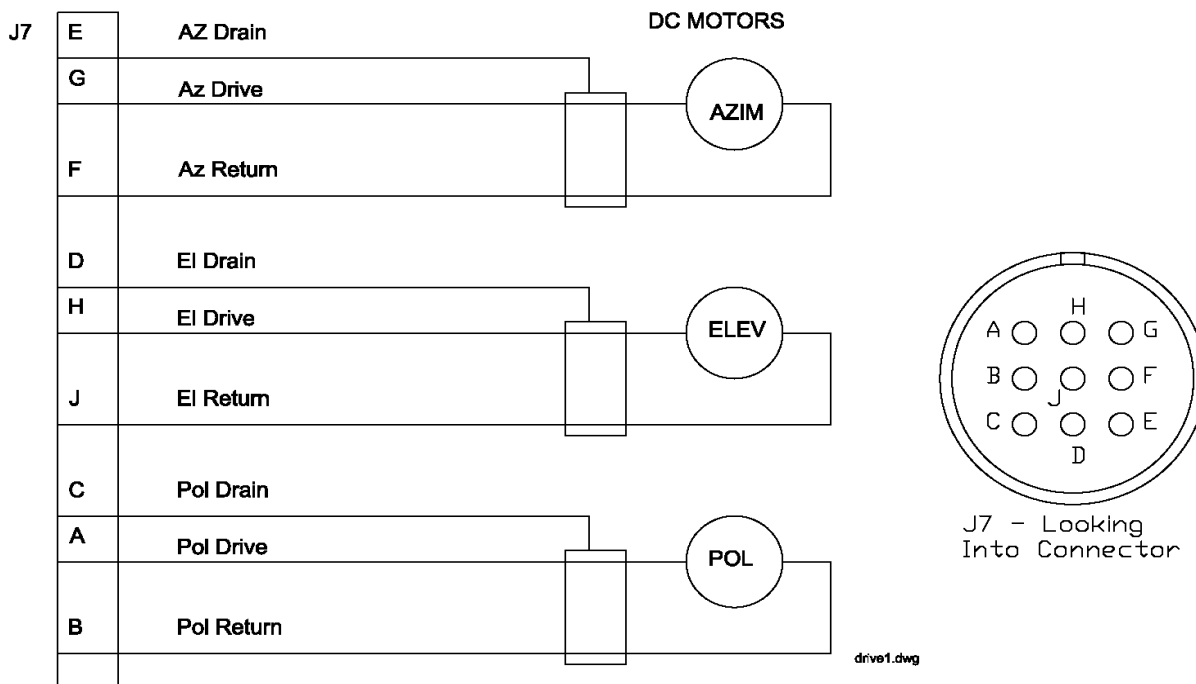 DC MOTORS
J7
E AZ Drain
G Az Drive
AZIM
F Az Return
D El Drain
H El Drive
ELEV
J El Return
C Pol Drain
A Pol Drive
POL
B Pol Return
drive1.dwg
H
A G
B F
J
C E
D
J7 - Looking
Into Connector